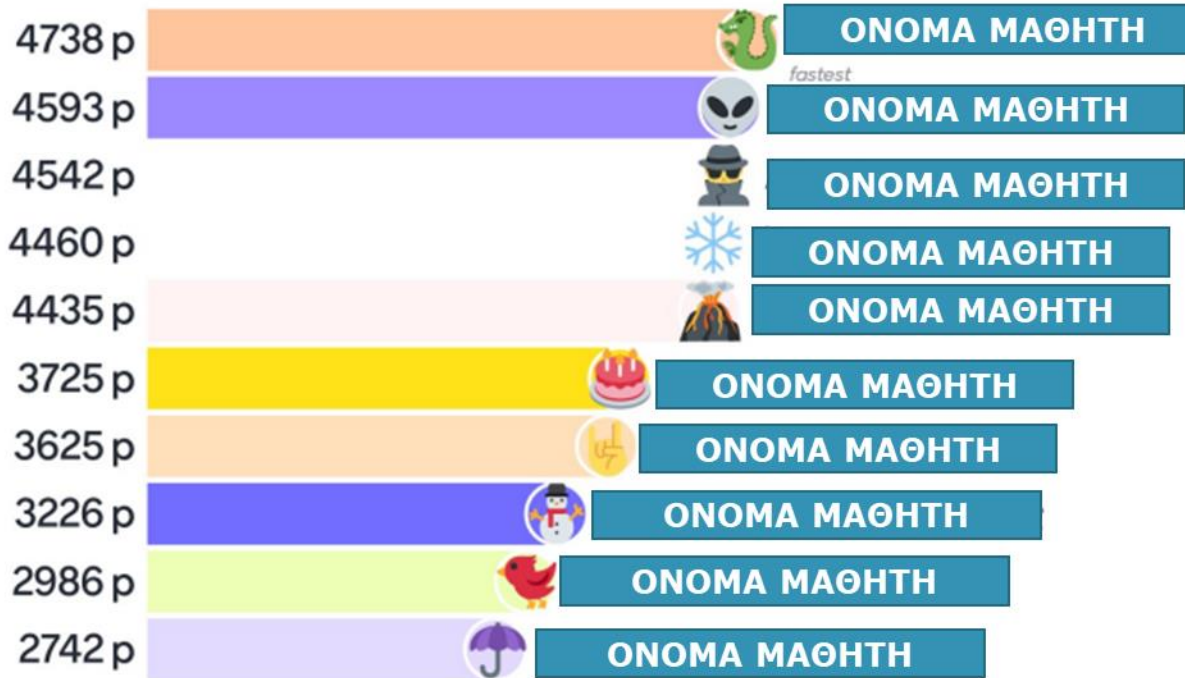 4738 p ΟΝΟΜΑ ΜΑΘΗΤΗ
fastest
4593 p ΟΝΟΜΑ ΜΑΘΗΤΗ
4542 p ΟΝΟΜΑ ΜΑΘΗΤΗ
4460 p ΟΝΟΜΑ ΜΑΘΗΤΗ
4435 p ΟΝΟΜΑ ΜΑΘΗΤΗ
3725 p ΟΝΟΜΑ ΜΑΘΗΤΗ
3625 p ΟΝΟΜΑ ΜΑΘΗΤΗ
3226 p ΟΝΟΜΑ ΜΑΘΗΤΗ
2986 p ΟΝΟΜΑ ΜΑΘΗΤΗ
2742 p ΟΝΟΜΑ ΜΑΘΗΤΗ